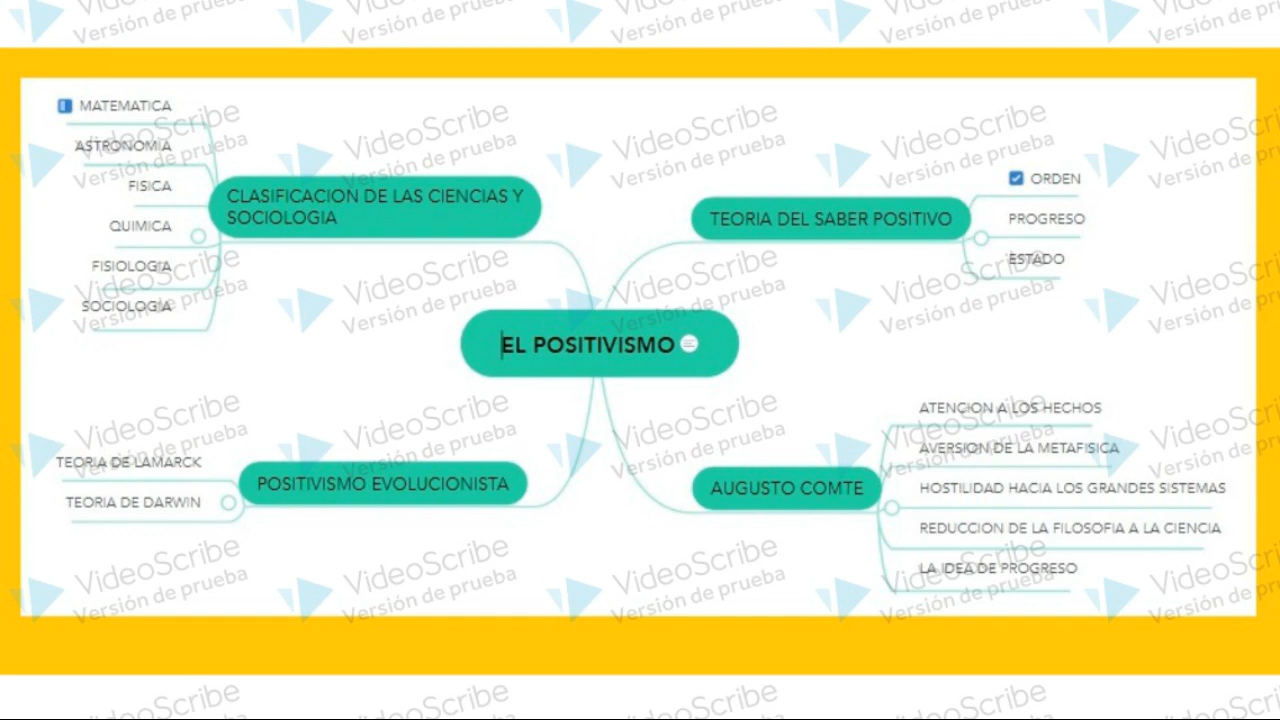 MATEMATICA
ASTRONOMIA
FISICA
QUIMICA
FISIOLOGIA
SOCIOLOGIA
CLASIFICACION DE LAS CIENCIAS Y
SOCIOLOGIA
TEORIA DEL SABER POSITIVO
ORDEN
PROGRESO
ESTADO
EL POSITIVISMO
TEORIA DE LAMARCK
TEORIA DE DARWIN
POSITIVISMO EVOLUCIONISTA
AUGUSTO COMTE
ATENCION A LOS HECHOS
AVERSION DE LA METAFISICA
HOSTILIDAD HACIA LOS GRANDES SISTEMAS
REDUCCION DE LA FILOSOFIA A LA CIENCIA
LA IDEA DE PROGRESO
VideoScribe
Versión de prueba